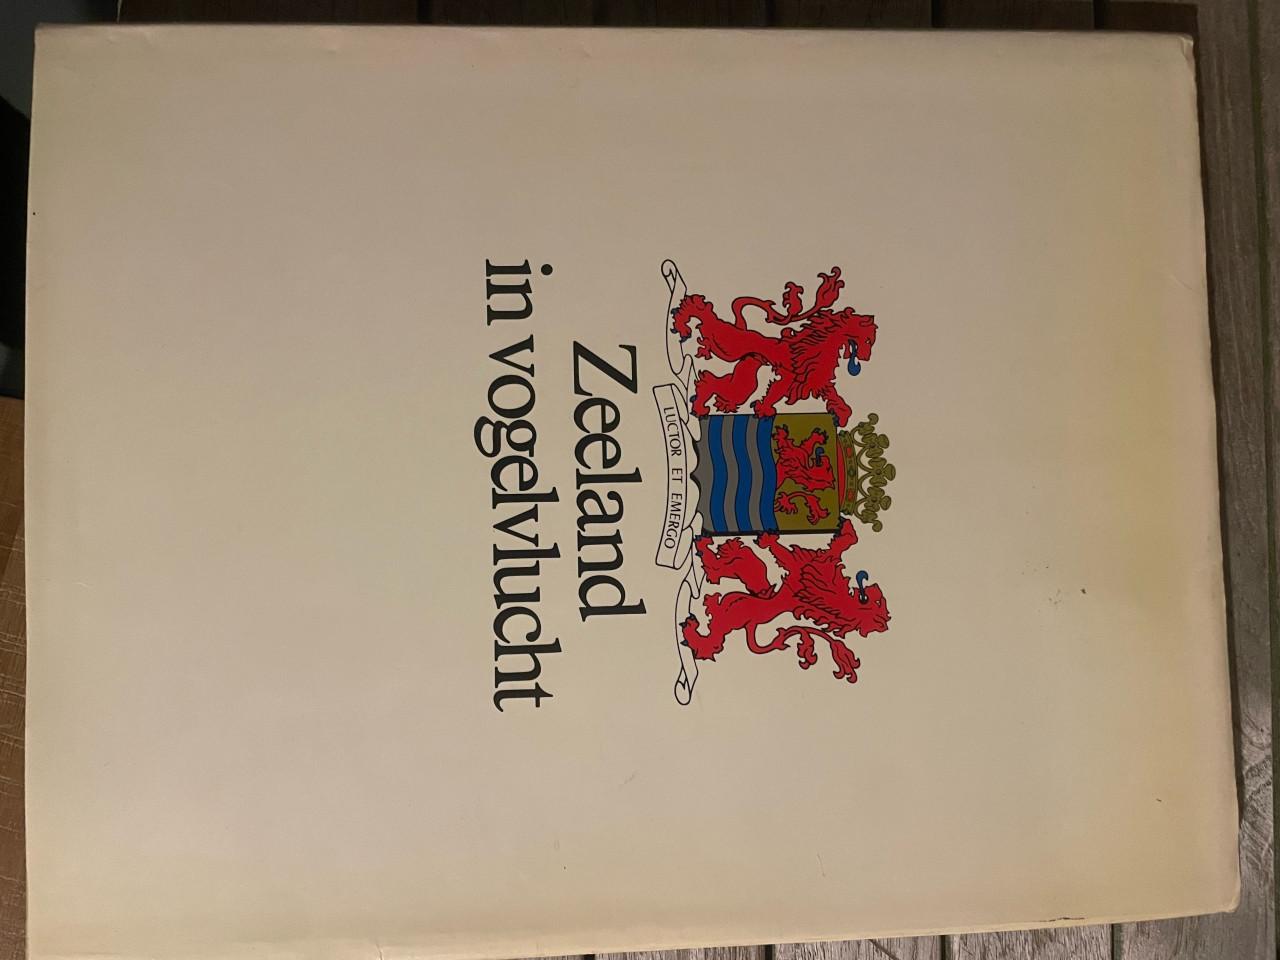 LUCTOR ET EMERGO
Zeeland
in vogelvlucht